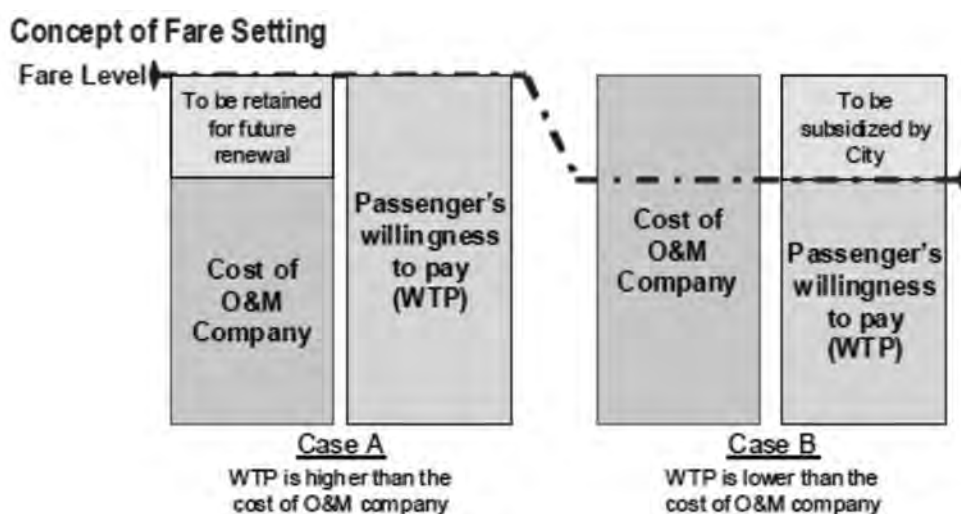 Concept of Fare Setting
Fare Level
To be retained
for future
renewal
Cost of
O&M
Company
Passenger's
willingness
to pay
(WTP)
Case A
WTP is higher than the
cost of O&M company
Cost of
O&M
Company
To be
subsidized by
City
Passenger's
willingness
to pay
(WTP)
Case B
WTP is lower than the
cost of O&M company